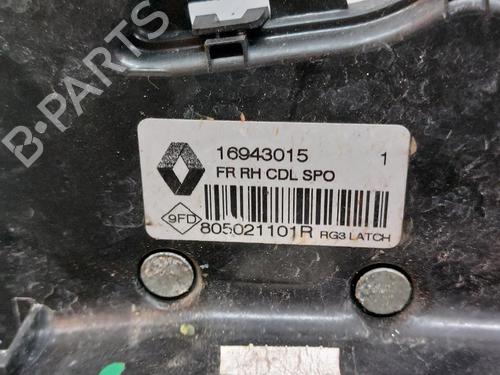 B-PARTS
16943015 1
FR RH CDL SPO
9FD
805021101R RG3 LATCH